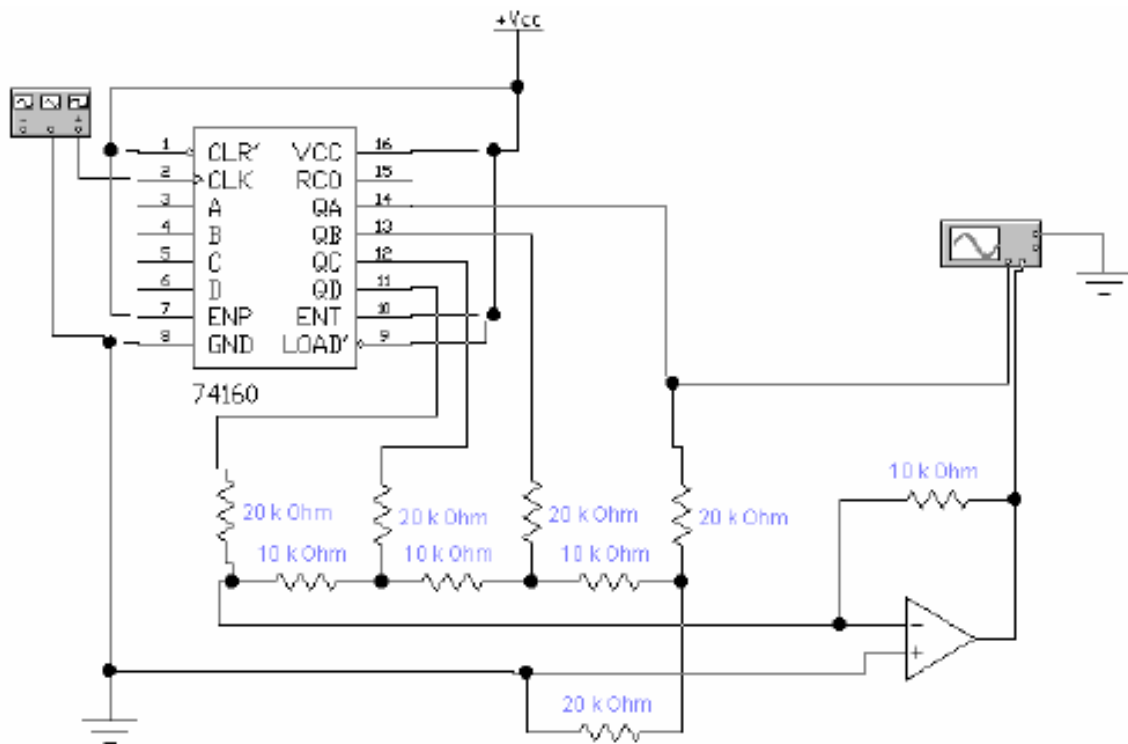 +Vcc
- +
1 CLR' VCC 16
2 CLK RCO 15
3 A QA 14
4 B QB 13
5 C QC 12
6 D QD 11
7 ENP ENT 10
8 GND LOAD' 9
74160
10 k Ohm
20 k Ohm 20 k Ohm 20 k Ohm 20 k Ohm
10 k Ohm 10 k Ohm 10 k Ohm
-
+
20 k Ohm